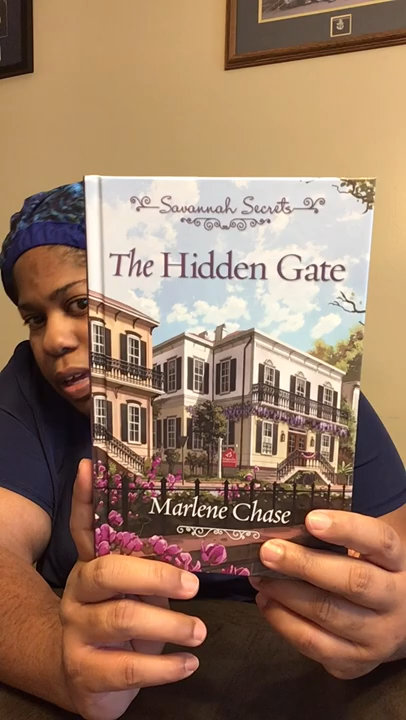 Savannah Secrets
The Hidden Gate
Marlene Chase